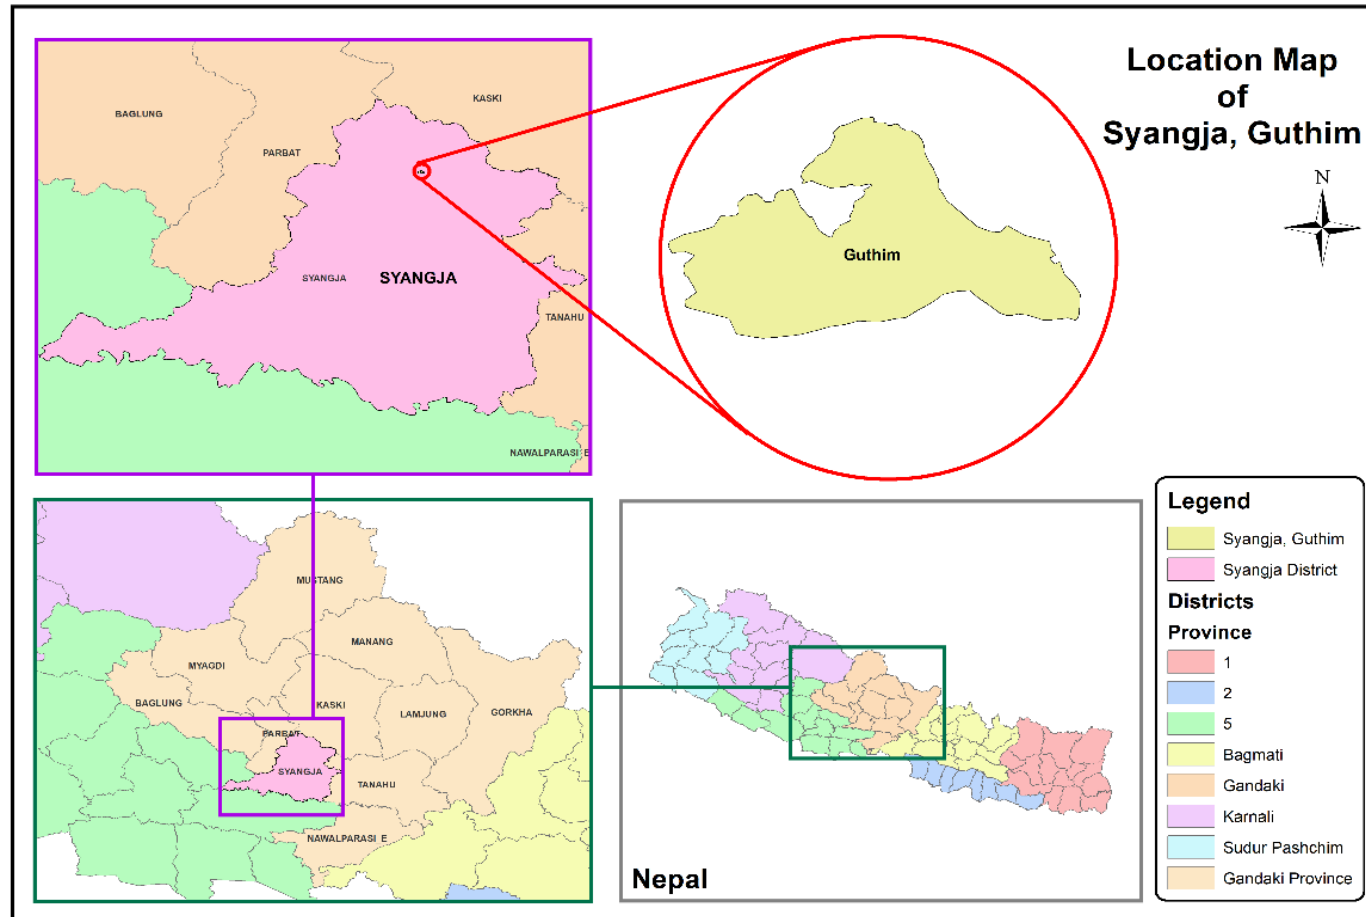 Location Map
of
Syangja, Guthim
N
KASKI
BAGLUNG
PARBAT
SYANGJA
SYANGJA
TANAHU
NAWALPARASI E
Guthim
MUSTANG
MANANG
MYAGDI
BAGLUNG
KASKI
LAMJUNG
GORKHA
PARBAT
SYANGJA
TANAHU
NAWALPARASI E
Nepal
Legend
Syangja, Guthim
Syangja District
Districts
Province
1
2
5
Bagmati
Gandaki
Karnali
Sudur Pashchim
Gandaki Province